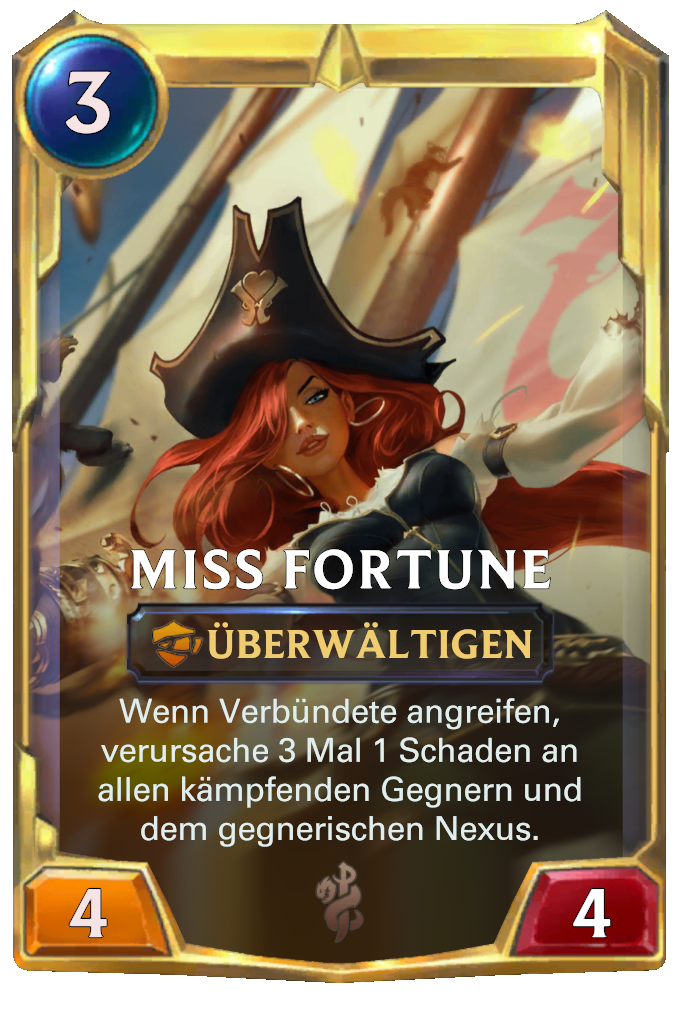 3
MISS FORTUNE
ÜBERWÄLTIGEN
Wenn Verbündete angreifen,
verursache 3 Mal 1 Schaden an
allen kämpfenden Gegnern und
dem gegnerischen Nexus.
4 4